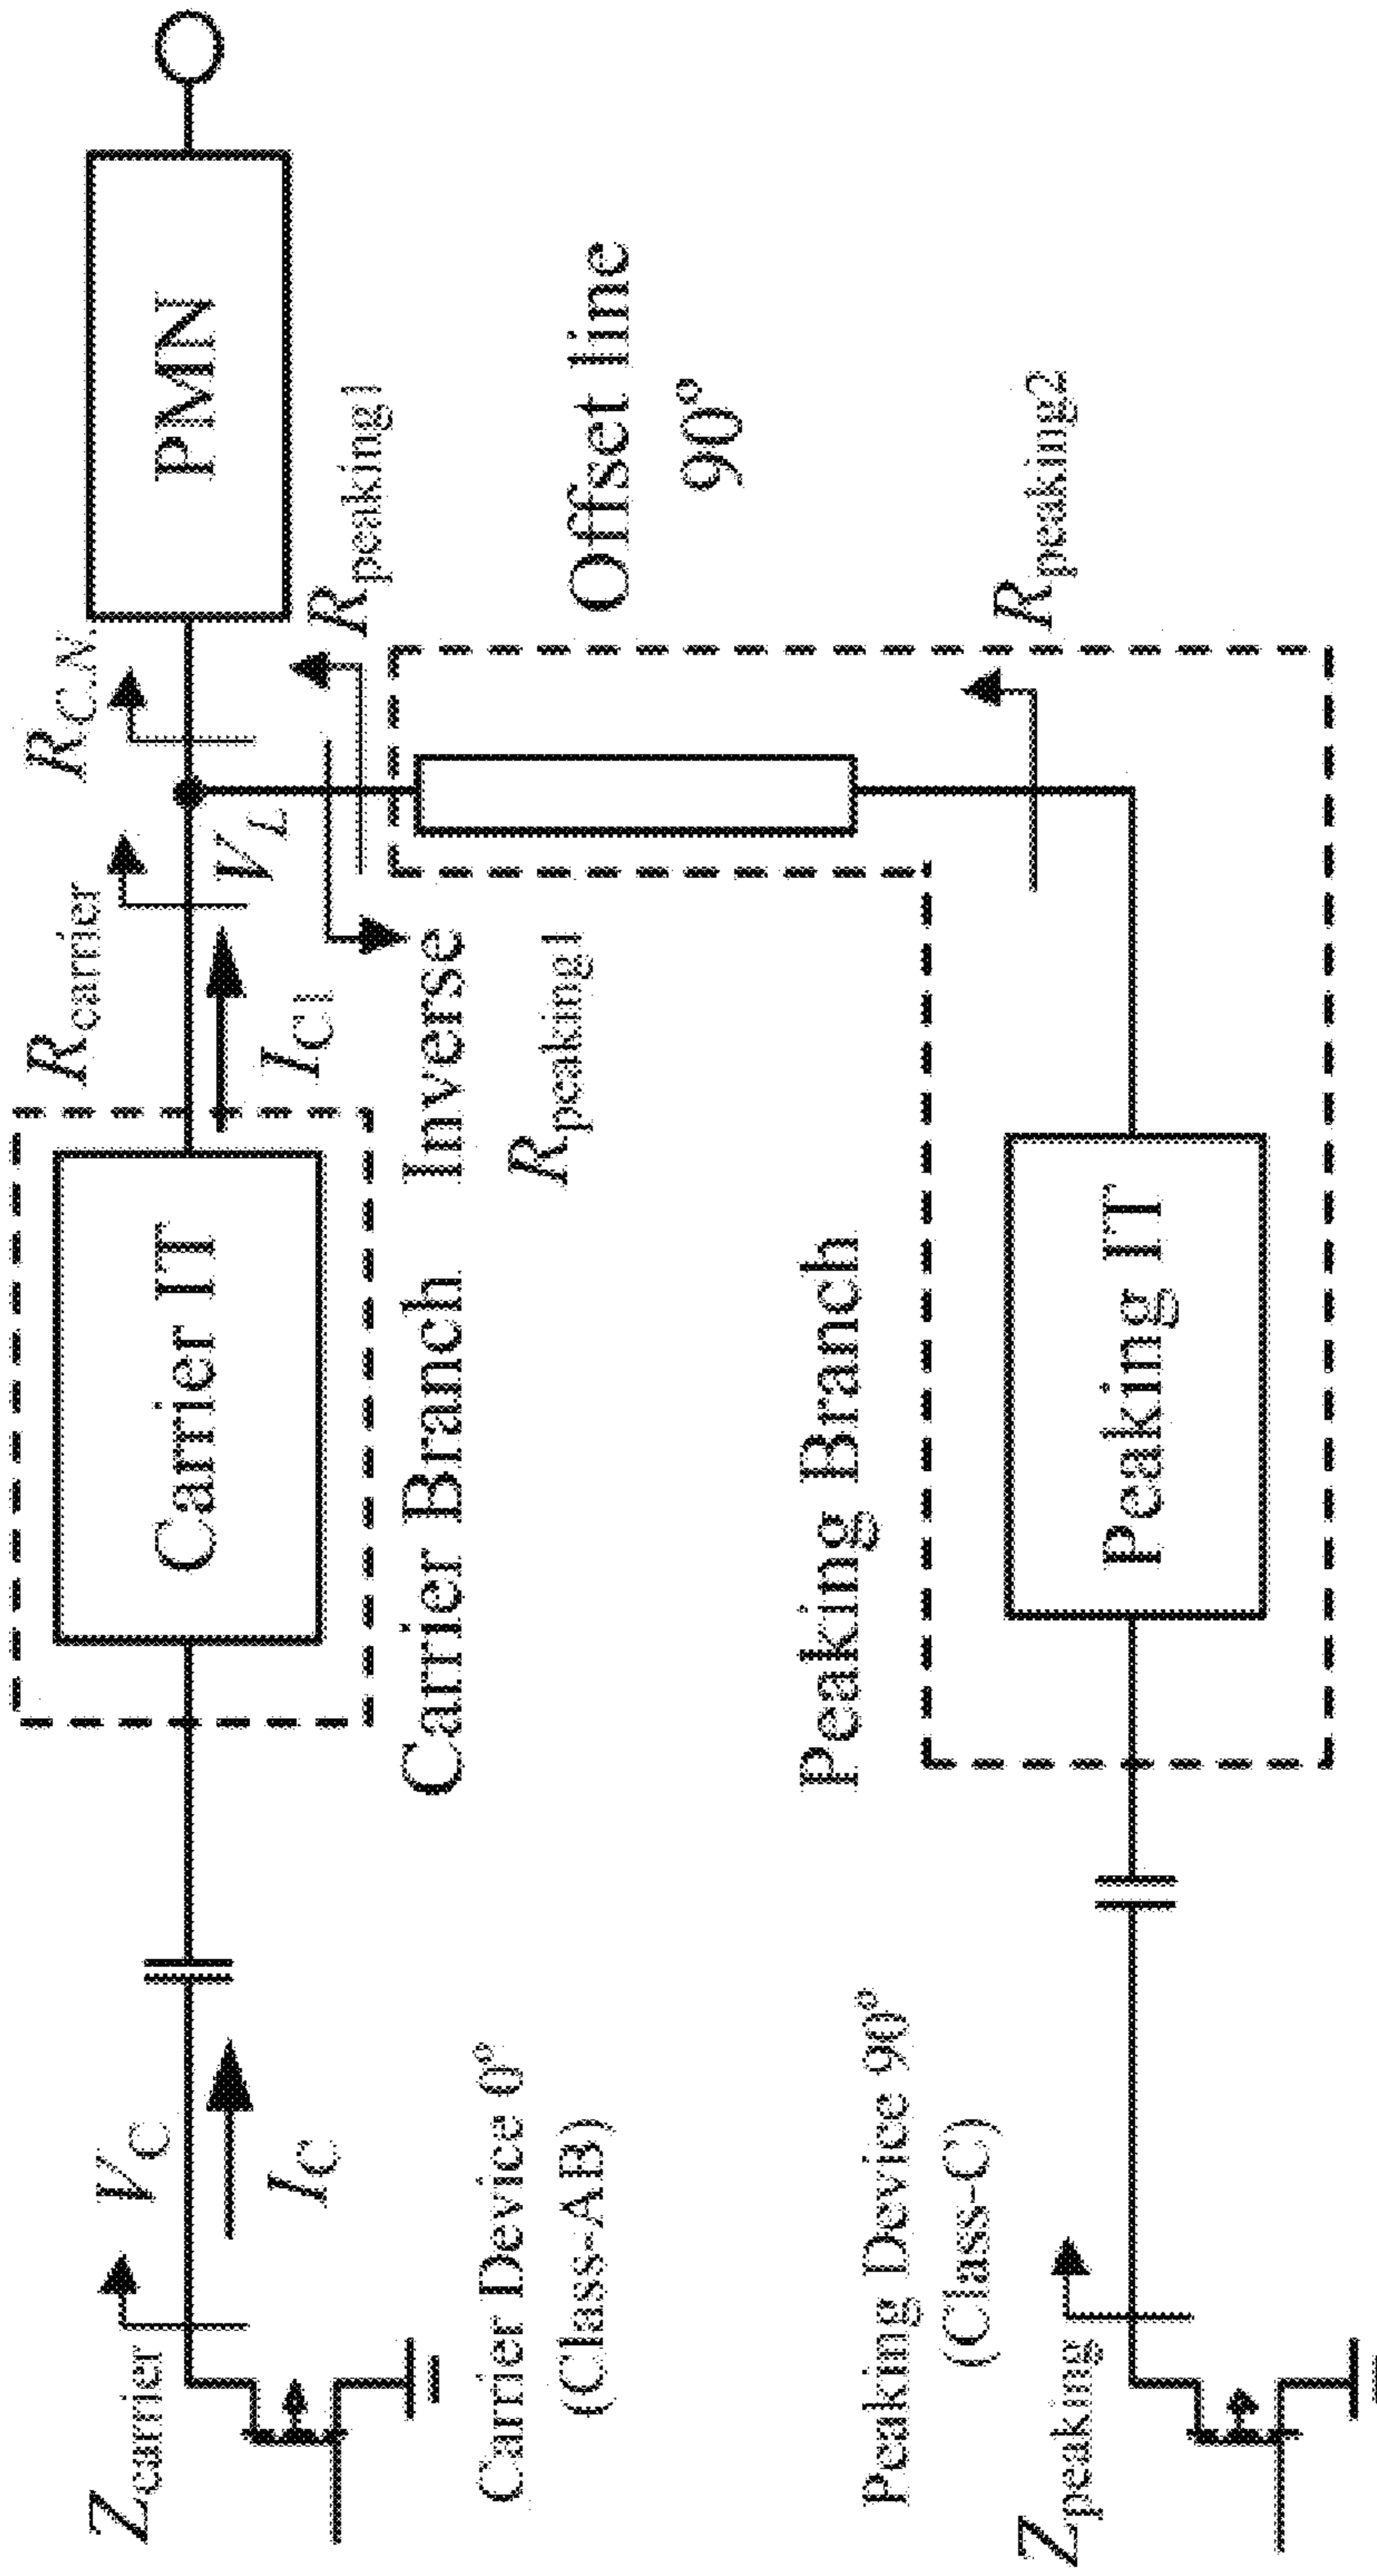 Z_carrier
V_C
I_C
Carrier Device 0°
(Class-AB)
Carrier IT
Carrier Branch
R_carrier
I_C1
V_L
R_C.N.
PMN
R_peaking1
Inverse
R_peaking1
Offset line
90°
R_peaking2
Peaking Branch
Peaking IT
Peaking Device 90°
(Class-C)
Z_peaking